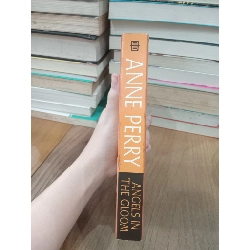 ANNE PERRY
ANGELS IN
THE GLOOM